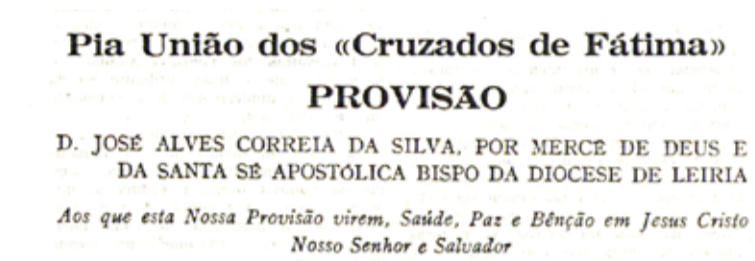 Pia União dos «Cruzados de Fátima»
PROVISÃO
D. JOSÉ ALVES CORREIA DA SILVA, POR MERCÊ DE DEUS E
DA SANTA SÉ APOSTÓLICA BISPO DA DIOCESE DE LEIRIA
Aos que esta Nossa Provisão virem, Saúde, Paz e Bênção em Jesus Cristo
Nosso Senhor e Salvador